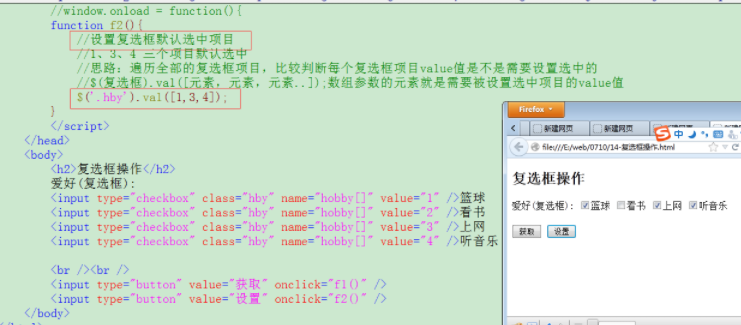 //window.onload = function(){
function f2(){
//设置复选框默认选中项目
//1、3、4 三个项目默认选中
//思路：遍历全部的复选框项目，比较判断每个复选框项目value值是不是需要设置选中的
//$(复选框).val([元素，元素，元素..]);数组参数的元素就是需要被设置选中项目的value值
$('.hby').val([1,3,4]);
}
</script>
</head>
<body>
<h2>复选框操作</h2>
爱好(复选框)：
<input type="checkbox" class="hby" name="hobby[]" value="1" />篮球
<input type="checkbox" class="hby" name="hobby[]" value="2" />看书
<input type="checkbox" class="hby" name="hobby[]" value="3" />上网
<input type="checkbox" class="hby" name="hobby[]" value="4" />听音乐
<br /><br />
<input type="button" value="获取" onclick="f1()" />
<input type="button" value="设置" onclick="f2()" />
</body>
Firefox
新建网页 新建网页
中
file:///E:/web/0710/14-复选框操作.html
复选框操作
爱好(复选框)： 篮球 看书 上网 听音乐
获取 设置